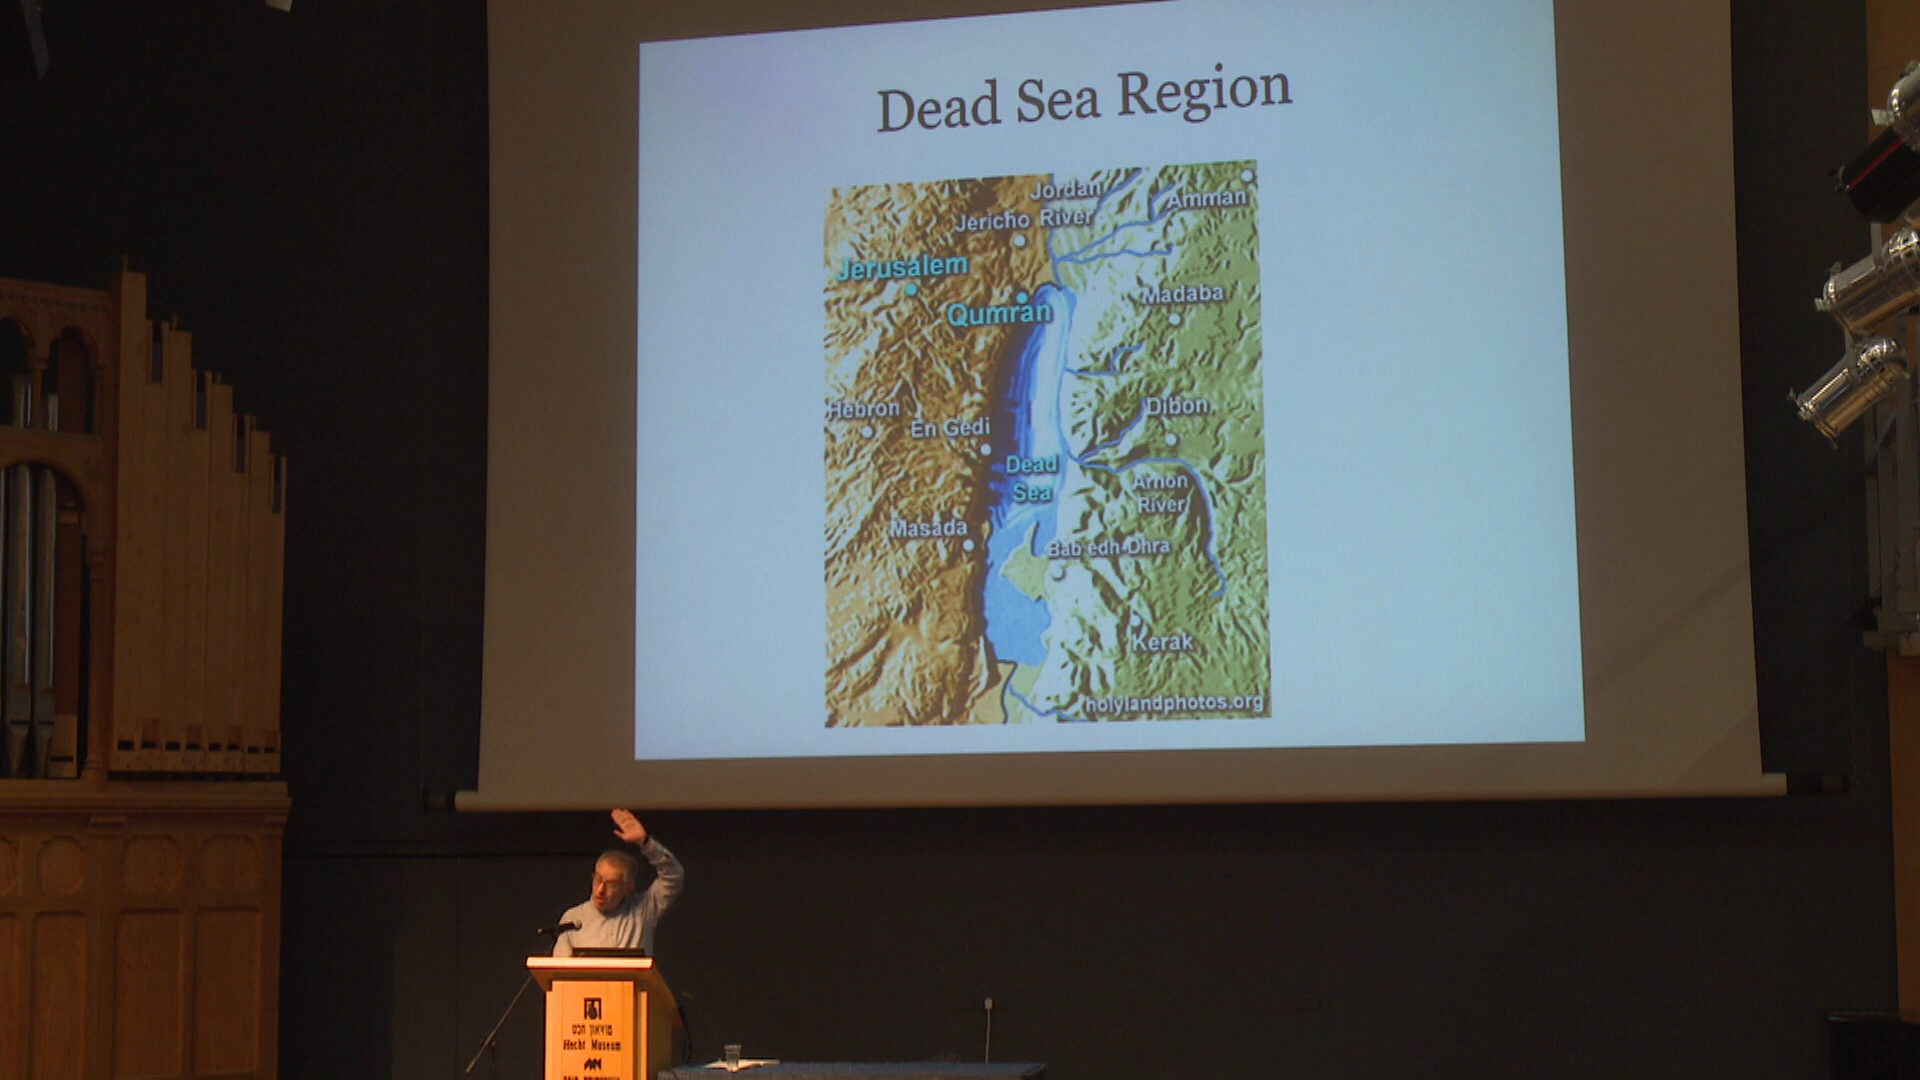 Dead Sea Region
Jordan
River
Amman
Jericho
Jerusalem
Qumran
Madaba
Hebron
En Gedi
Dibon
Dead
Sea
Arnon
River
Masada
Bab edh-Dhra
Kerak
holylandphotos.org
מוזיאון הכט
Hecht Museum